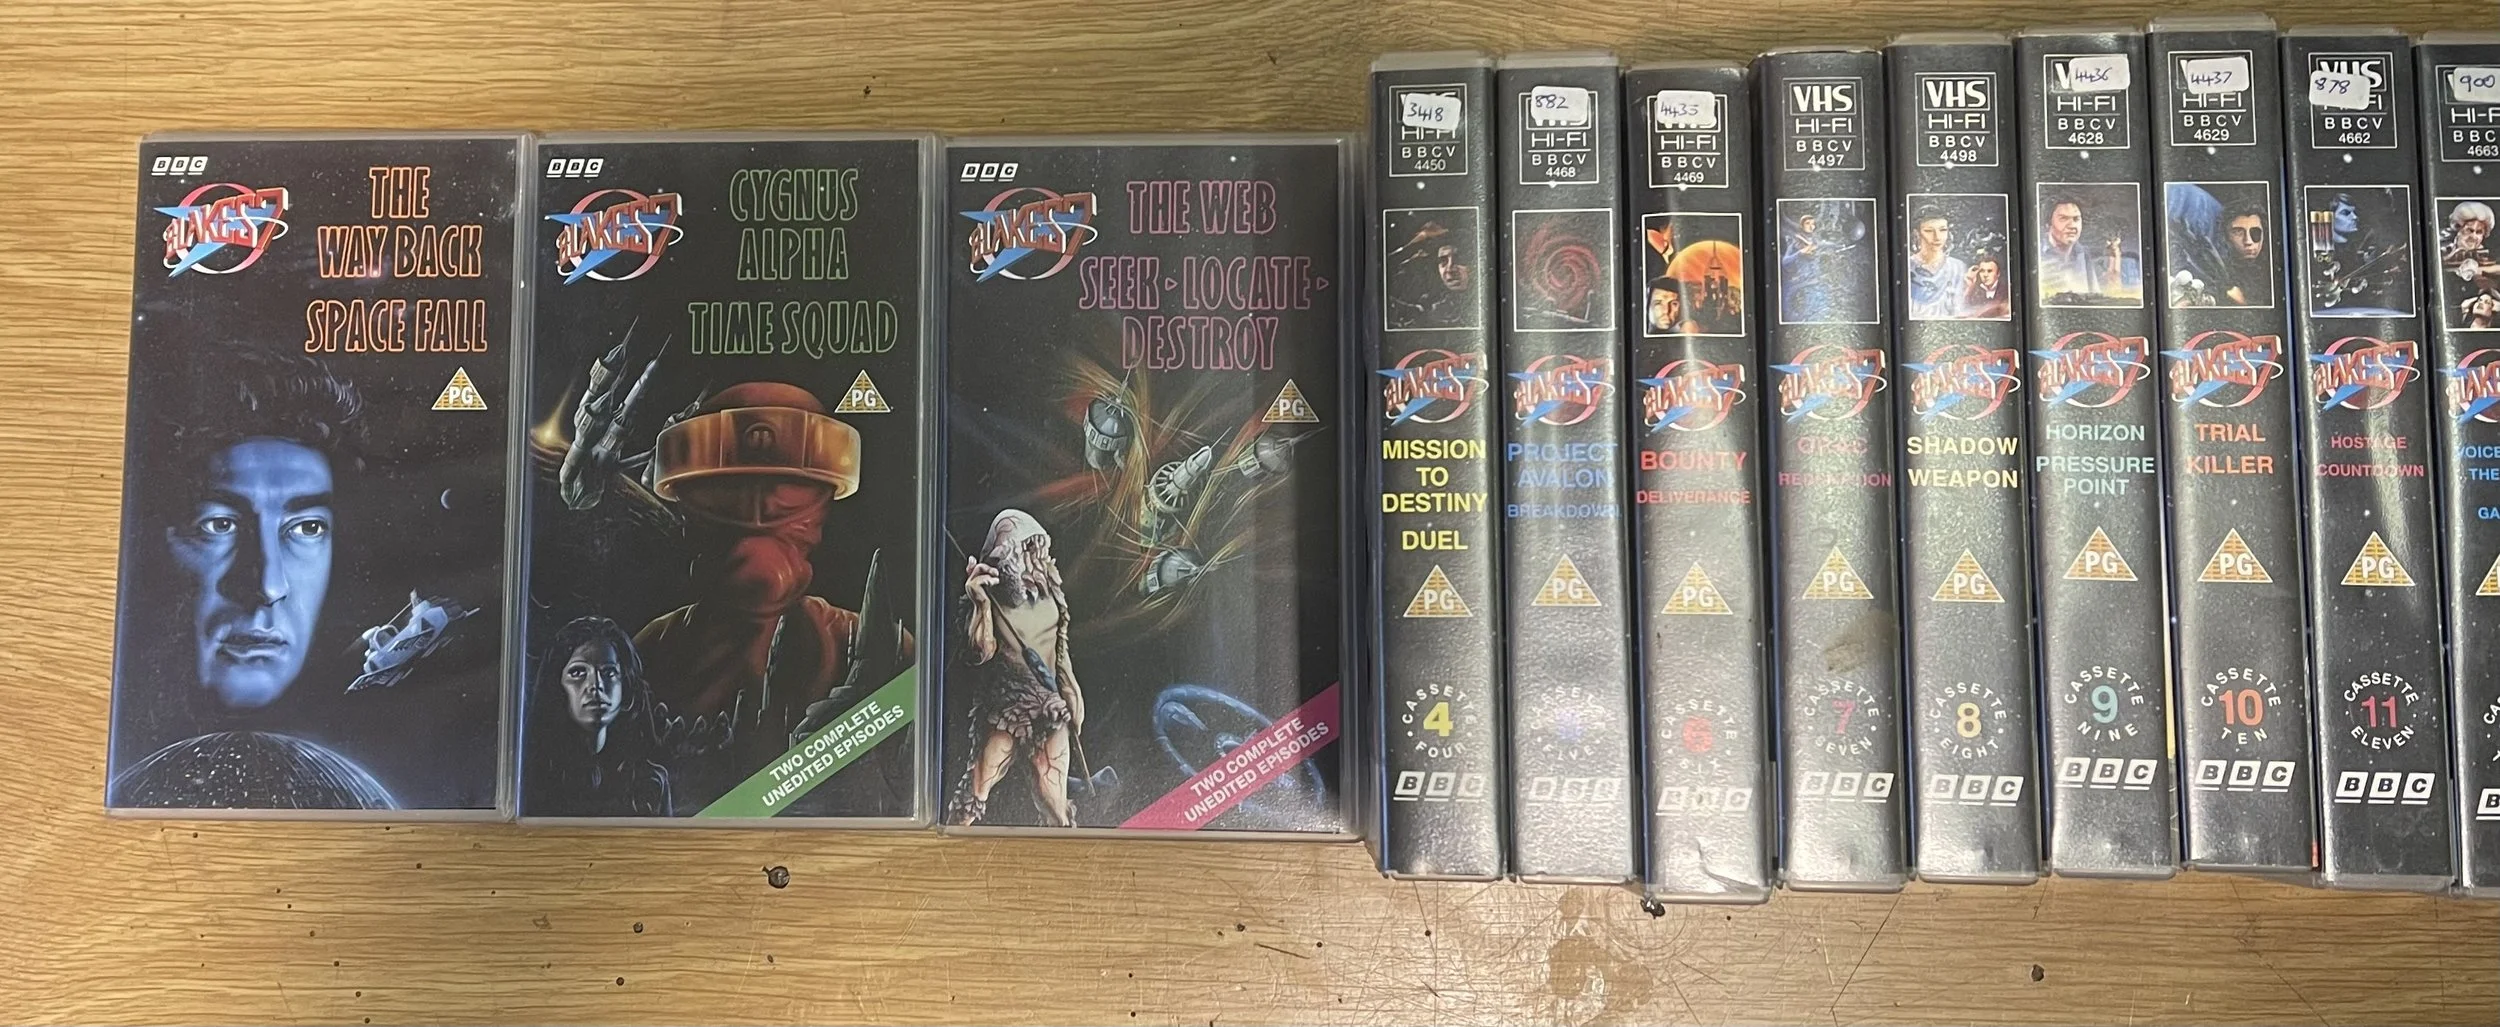 BBC
BLAKES 7
THE
WAY BACK
SPACE FALL
PG
BBC
BLAKES 7
CYGNUS
ALPHA
TIME SQUAD
PG
TWO COMPLETE
UNEDITED EPISODES
BBC
BLAKES 7
THE WEB
SEEK · LOCATE ·
DESTROY
PG
TWO COMPLETE
UNEDITED EPISODES
3418
HI-FI
BBCV
4450
BLAKES 7
MISSION
TO
DESTINY
DUEL
PG
CASSETTE
4
FOUR
BBC
882
HI-FI
BBCV
4468
BLAKES 7
PROJECT
AVALON
BREAKDOWN
PG
BBC
4435
HI-FI
BBCV
4469
BLAKES 7
BOUNTY
DELIVERANCE
PG
CASSETTE
6
BBC
VHS
HI-FI
BBCV
4497
BLAKES 7
ORAC
REDEMPTION
PG
CASSETTE
7
SEVEN
BBC
VHS
HI-FI
BBCV
4498
BLAKES 7
SHADOW
WEAPON
PG
CASSETTE
8
EIGHT
BBC
4436
HI-FI
BBCV
4628
BLAKES 7
HORIZON
PRESSURE
POINT
PG
CASSETTE
9
NINE
BBC
4437
HI-FI
BBCV
4629
BLAKES 7
TRIAL
KILLER
PG
CASSETTE
10
TEN
BBC
VHS
878
HI-FI
BBCV
4662
BLAKES 7
HOSTAGE
COUNTDOWN
PG
CASSETTE
11
ELEVEN
BBC
900
HI-F
BBC
4663
VOICE
THE
GA